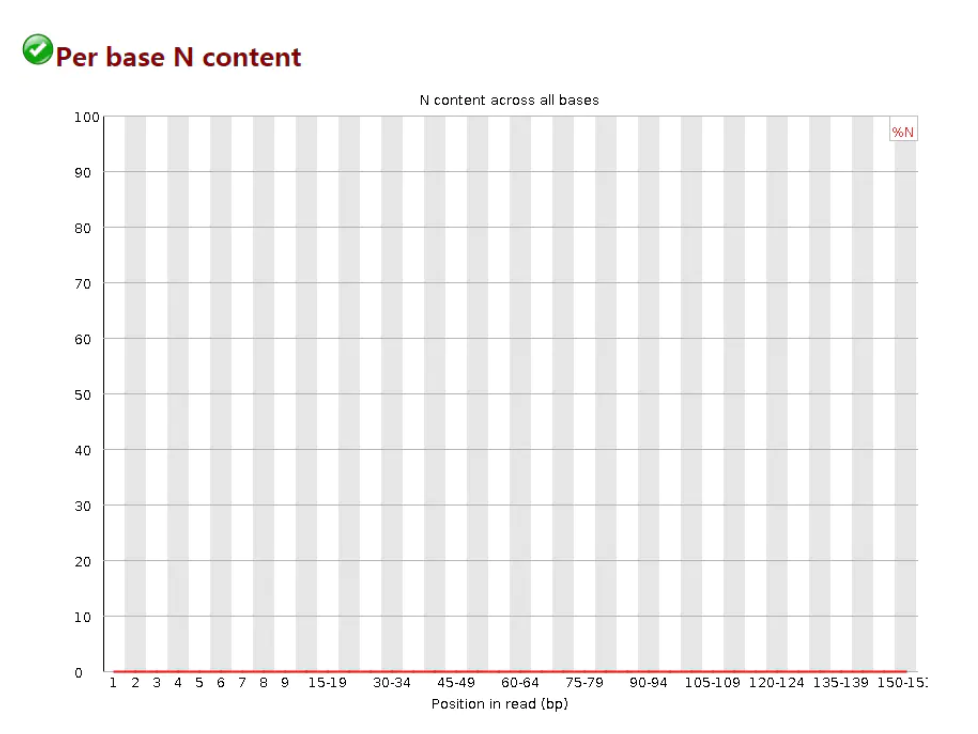 Per base N content
N content across all bases
%N
100
90
80
70
60
50
40
30
20
10
0
1 2 3 4 5 6 7 8 9 15-19 30-34 45-49 60-64 75-79 90-94 105-109 120-124 135-139
Position in read (bp)